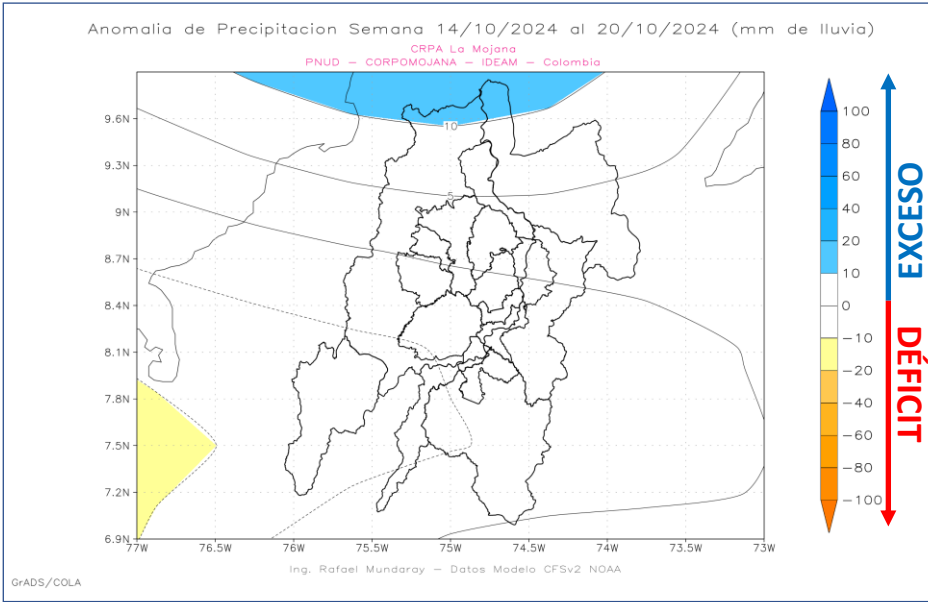 Anomalia de Precipitacion Semana 14/10/2024 al 20/10/2024 (mm de lluvia)
CRPA La Mojana
PNUD – CORPOMOJANA – IDEAM – Colombia
9.6N
9.3N
9N
8.7N
8.4N
8.1N
7.8N
7.5N
7.2N
6.9N
10
5
77W
76.5W
76W
75.5W
75W
74.5W
74W
73.5W
73W
100
80
60
40
20
10
0
−10
−20
−40
−60
−80
−100
EXCESO
DÉFICIT
Ing. Rafael Mundaray – Datos Modelo CFSv2 NOAA
GrADS/COLA